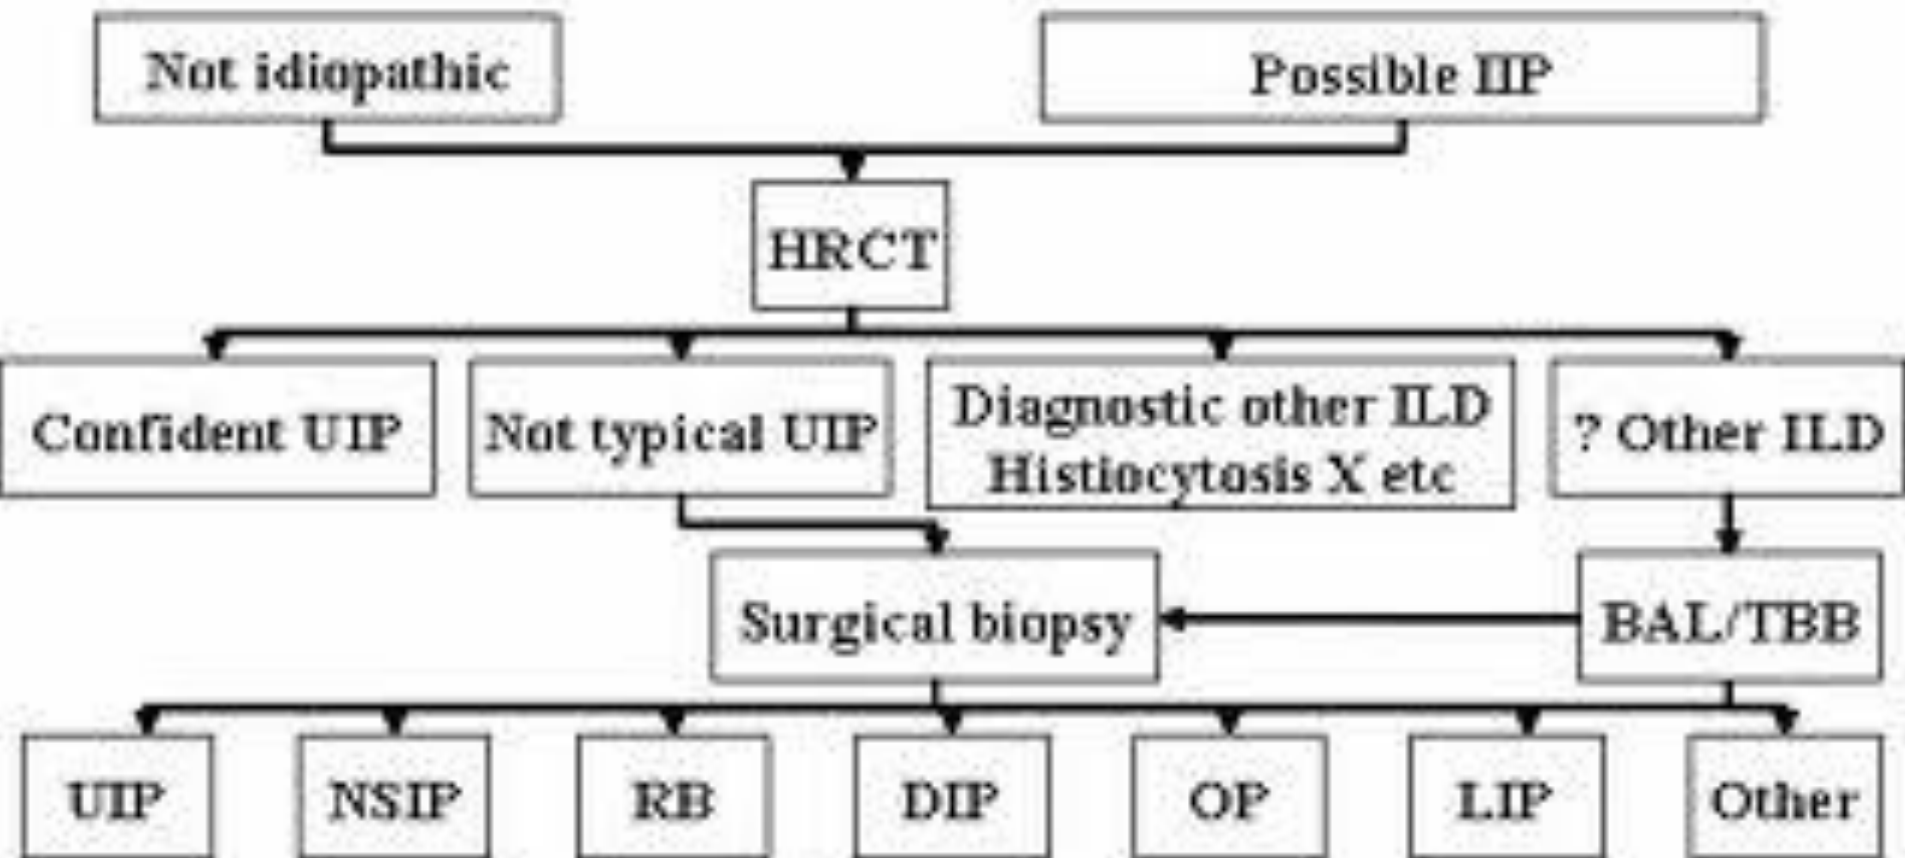 Not idiopathic
Possible IIP
HRCT
Confident UIP
Not typical UIP
Diagnostic other ILD
Histiocytosis X etc
? Other ILD
Surgical biopsy
BAL/TBB
UIP
NSIP
RB
DIP
OP
LIP
Other